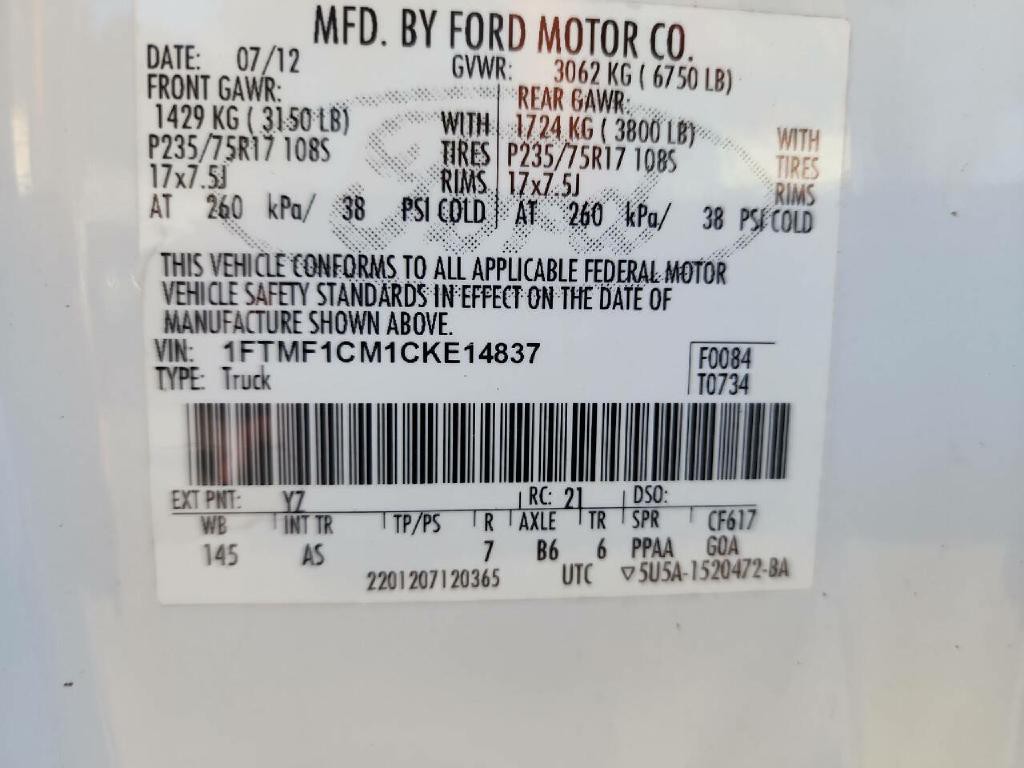 MFD. BY FORD MOTOR CO.
DATE: 07/12 GVWR: 3062 KG ( 6750 LB)
FRONT GAWR: REAR GAWR:
1429 KG ( 3150 LB) WITH 1724 KG ( 3800 LB) WITH
P235/75R17 108S TIRES P235/75R17 108S TIRES
17x7.5J RIMS 17x7.5J RIMS
AT 260 kPa/ 38 PSI COLD AT 260 kPa/ 38 PSI COLD
THIS VEHICLE CONFORMS TO ALL APPLICABLE FEDERAL MOTOR
VEHICLE SAFETY STANDARDS IN EFFECT ON THE DATE OF
MANUFACTURE SHOWN ABOVE.
VIN: 1FTMF1CM1CKE14837 F0084
TYPE: Truck T0734
EXT PNT: YZ RC: 21 DSO:
WB INT TR TP/PS R AXLE TR SPR CF617
145 AS 7 B6 6 PPAA GOA
2201207120365 UTC ▽5U5A-1520472-BA